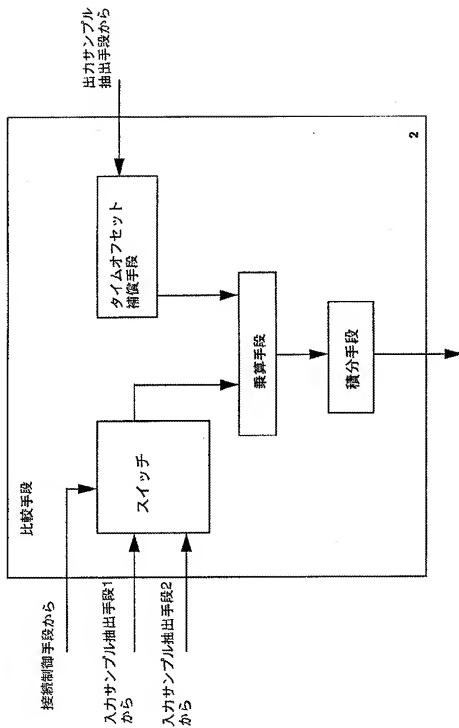 比較手段
接続制御手段から
入力サンプル抽出手段1
から
入力サンプル抽出手段2
から
スイッチ
出力サンプル
抽出手段から
タイムオフセット
補償手段
乗算手段
積分手段
2